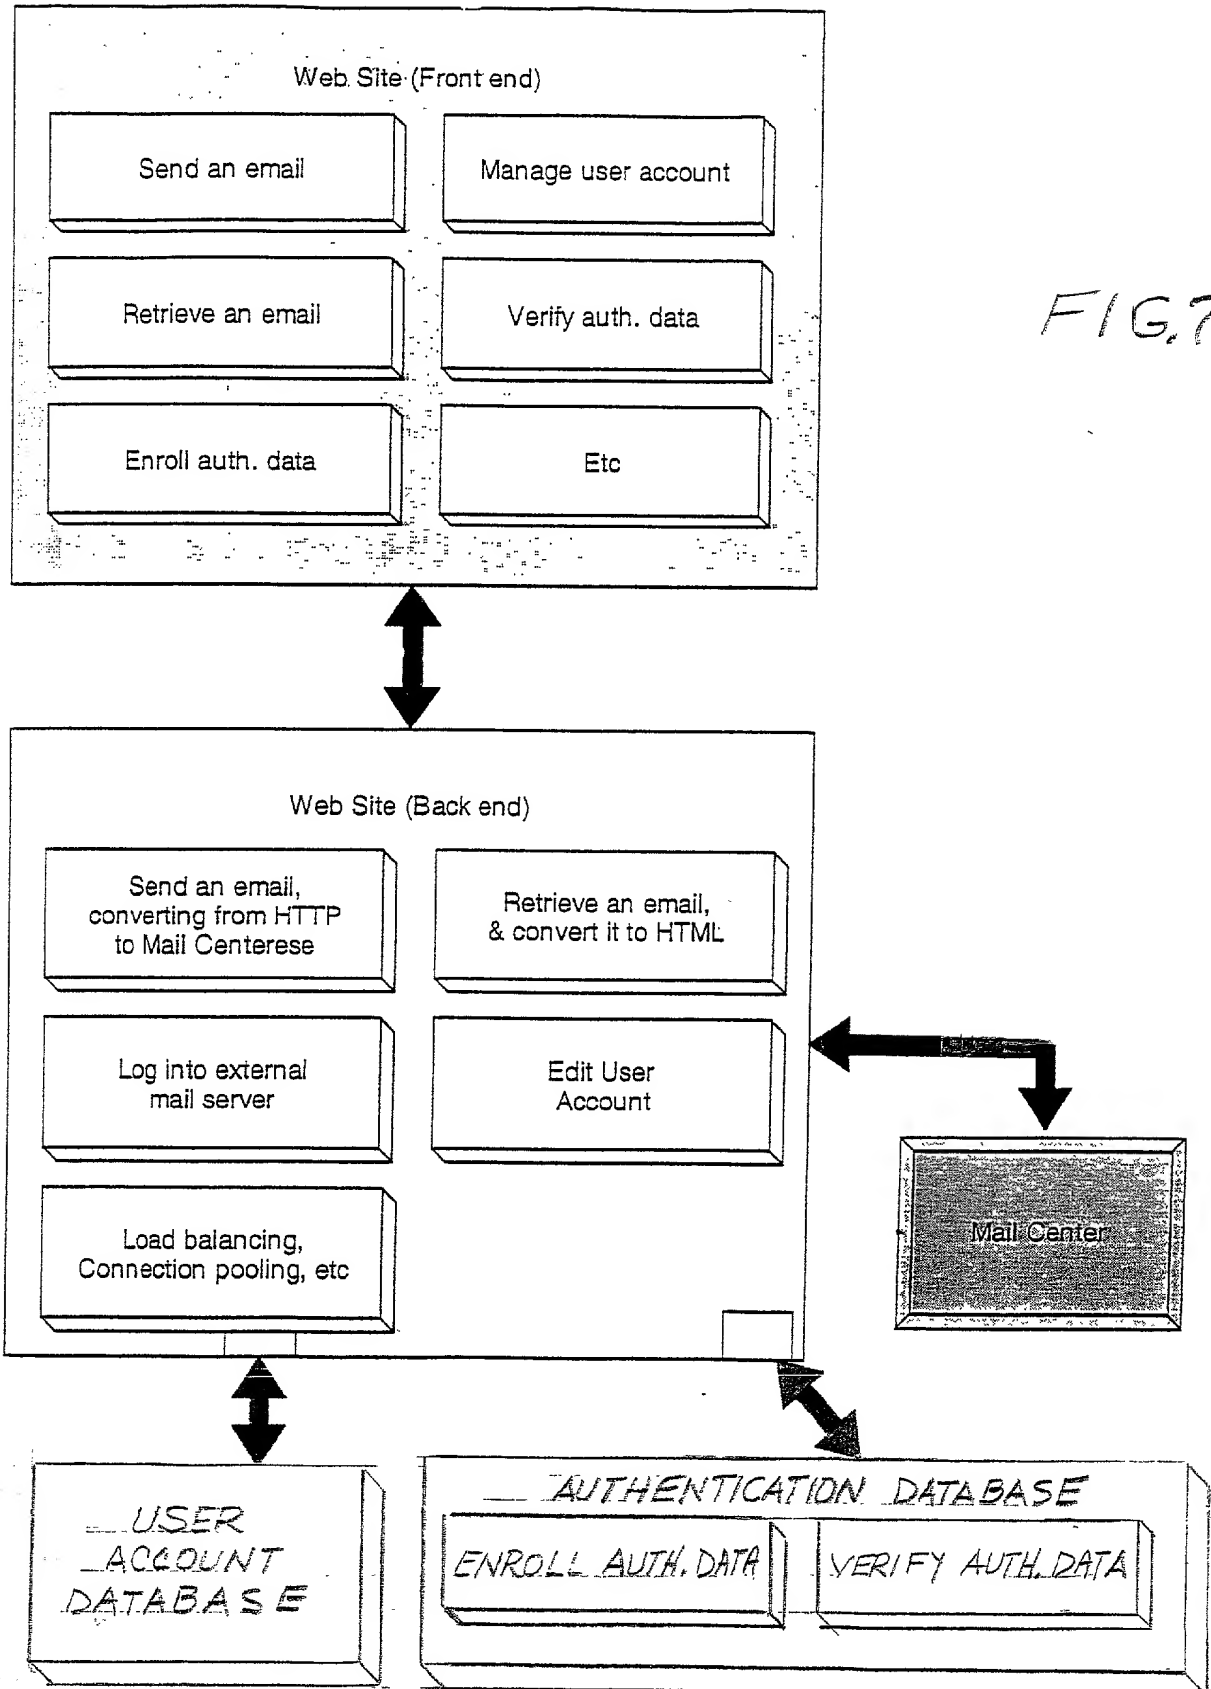 Web Site (Front end)
Send an email
Manage user account
Retrieve an email
Verify auth. data
FIG.7
Enroll auth. data
Etc
Web Site (Back end)
Send an email,
converting from HTTP
to Mail Centerese
Retrieve an email,
& convert it to HTML
Log into external
mail server
Edit User
Account
Mail Center
Load balancing,
Connection pooling, etc
USER
ACCOUNT
DATABASE
AUTHENTICATION DATABASE
ENROLL AUTH. DATA
VERIFY AUTH. DATA